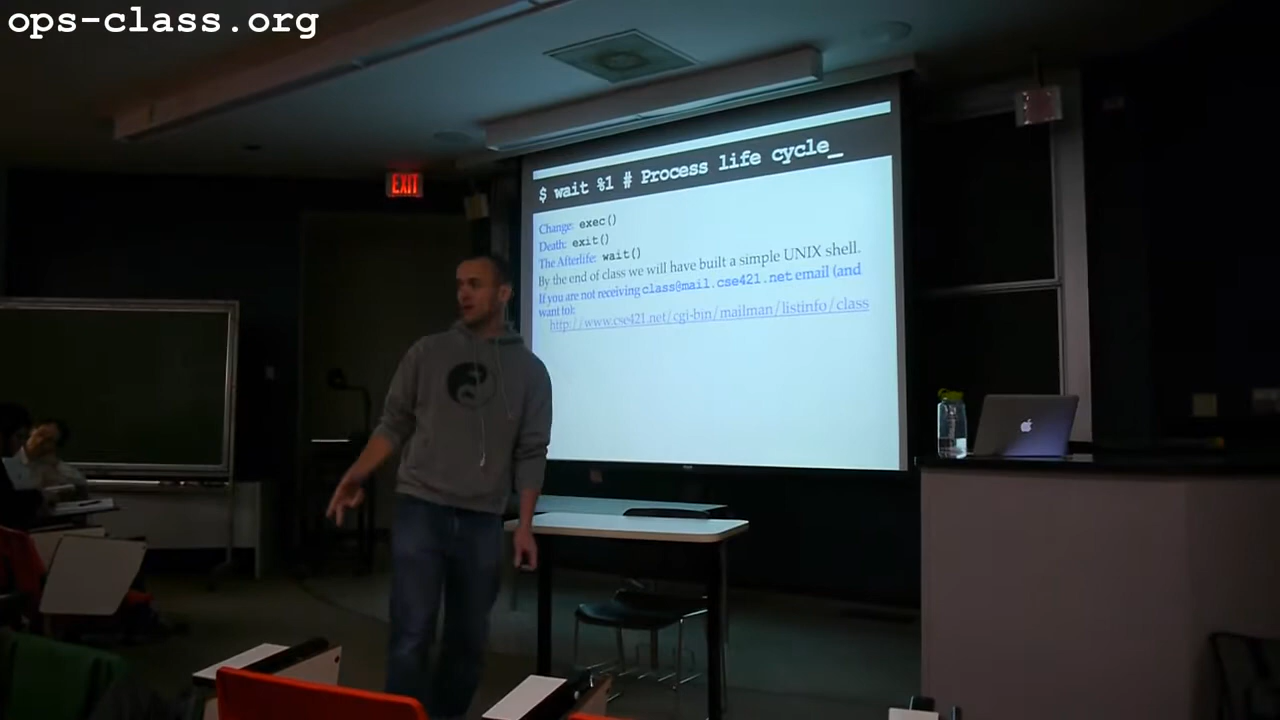 ops-class.org
EXIT
$ wait %1 # Process life cycle_
Change: exec()
Death: exit()
The Afterlife: wait()
By the end of class we will have built a simple UNIX shell.
If you are not receiving class@mail.cse421.net email (and
want to):
http://www.cse421.net/cgi-bin/mailman/listinfo/class